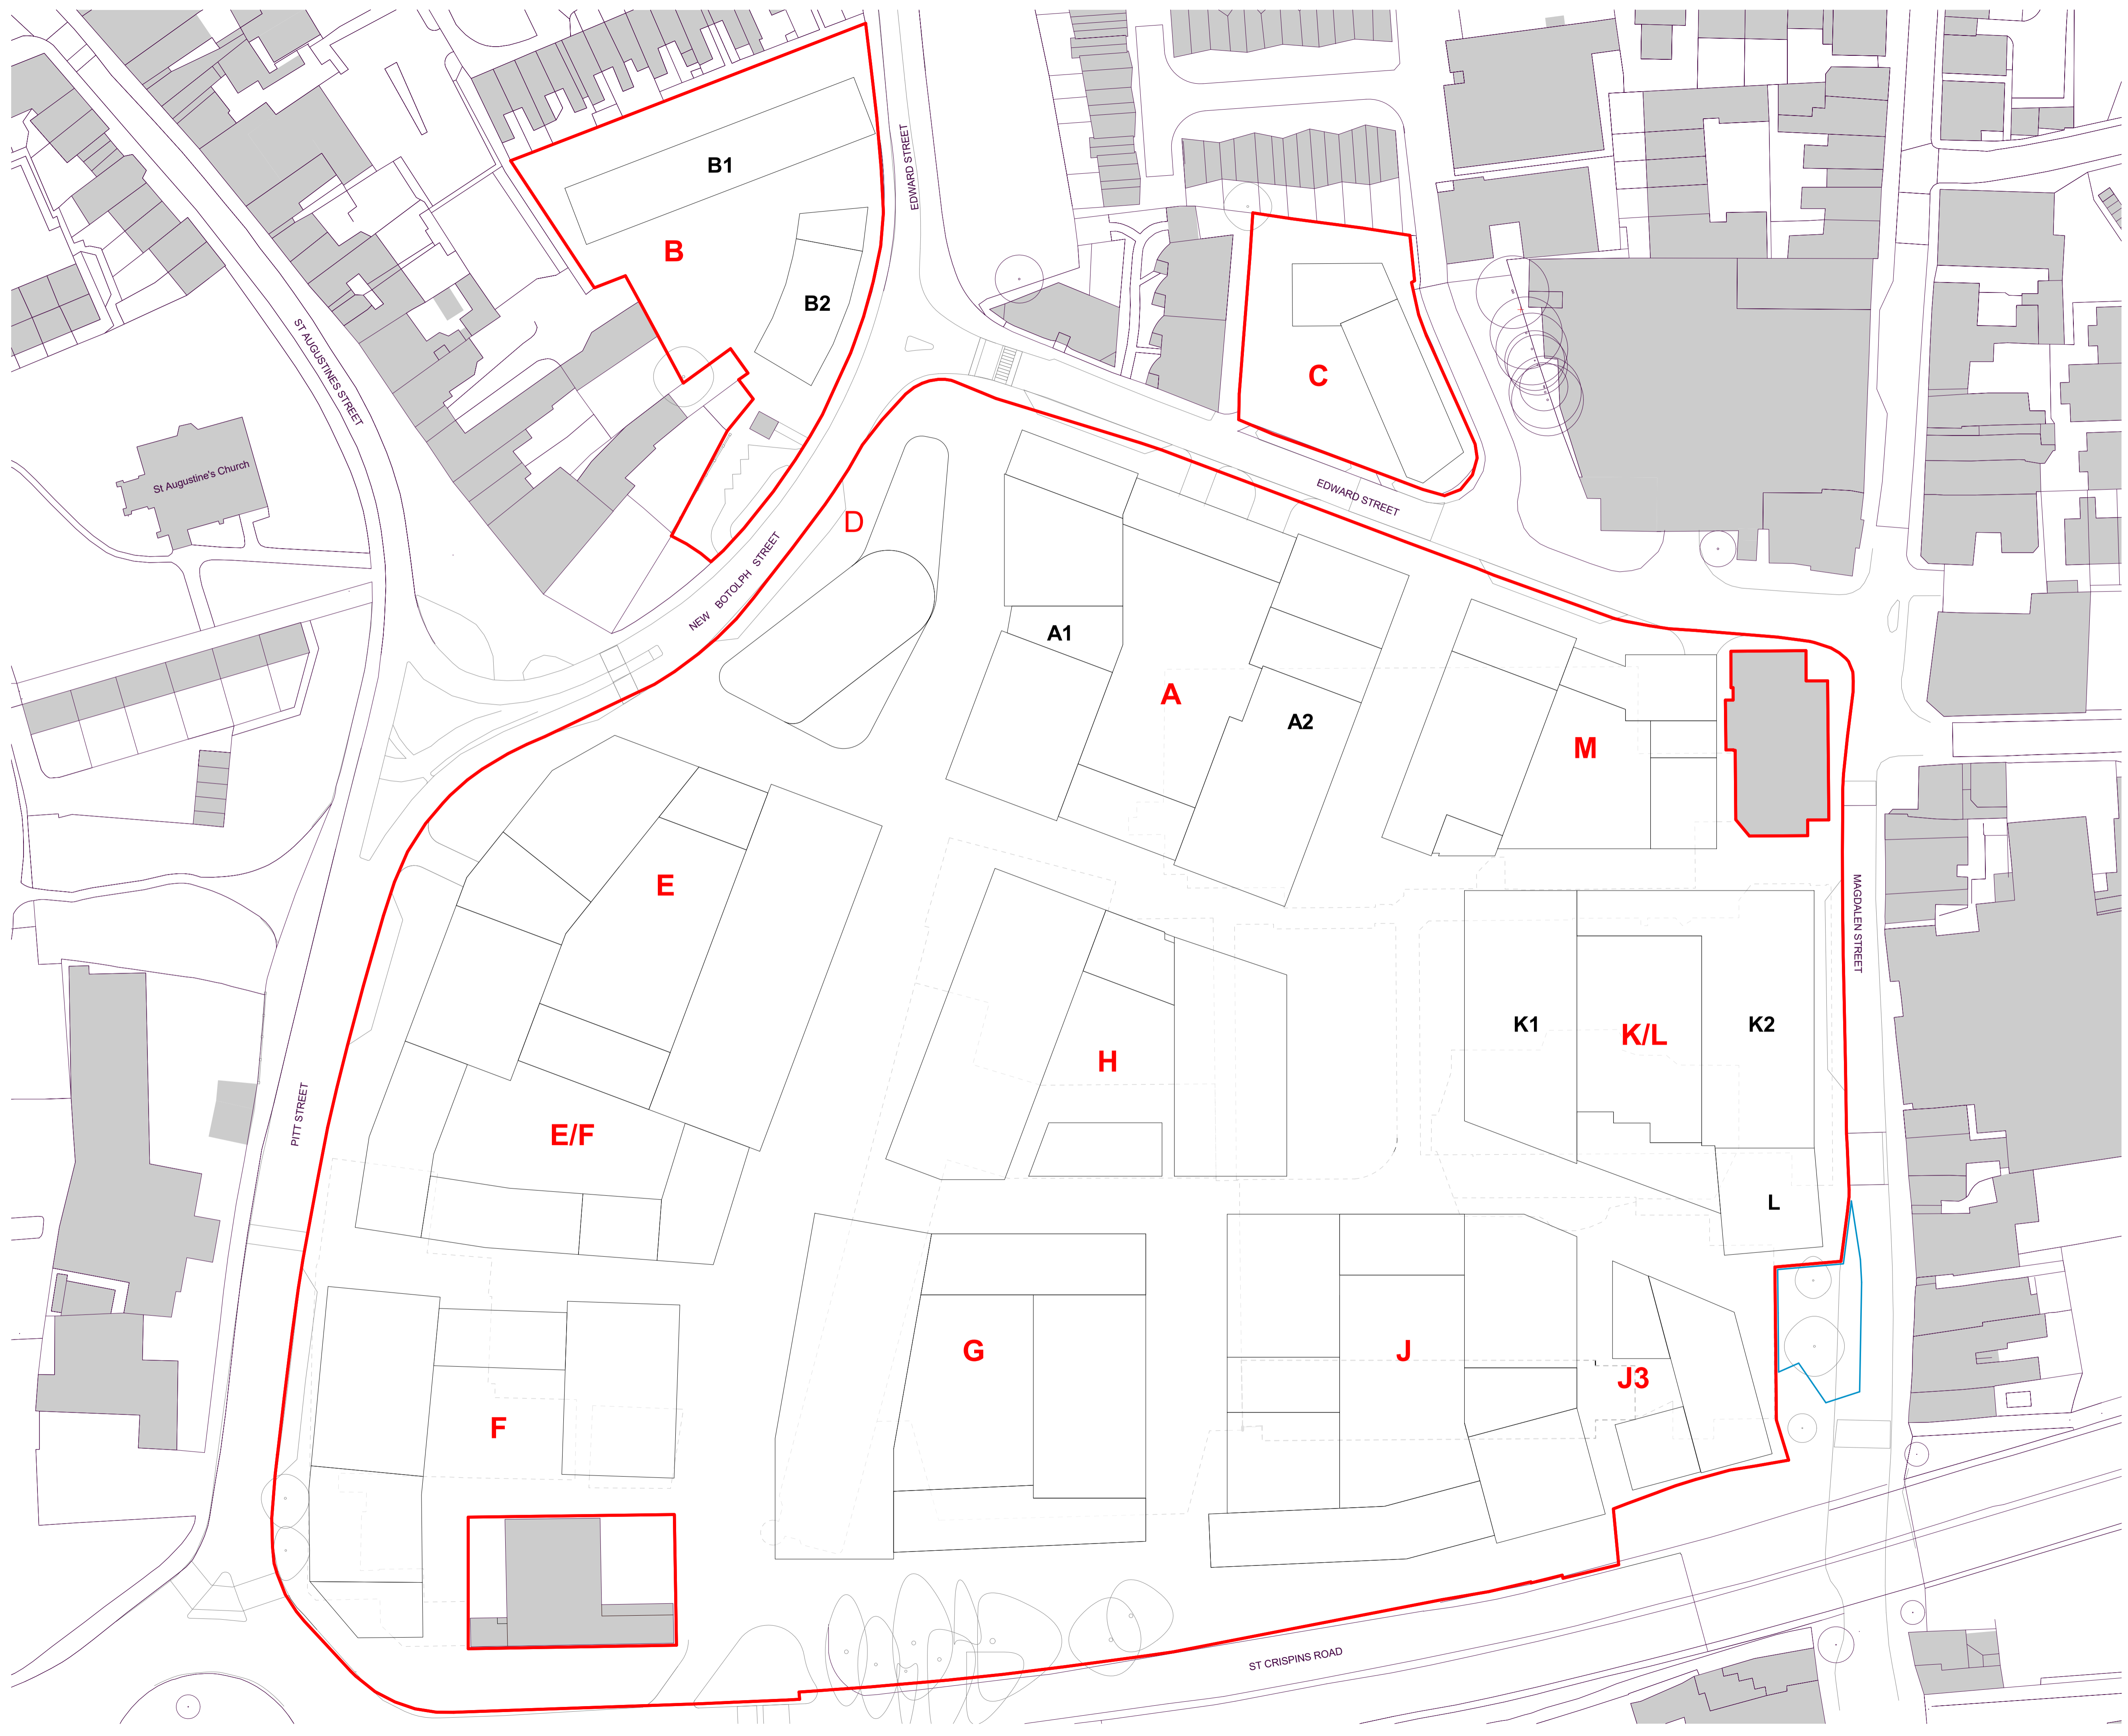 B1
EDWARD STREET
B
B2
ST AUGUSTINES STREET
C
St Augustine's Church
EDWARD STREET
D
NEW BOTOLPH STREET
A1
A
A2
M
E
MAGDALEN STREET
K1
K/L
K2
H
PITT STREET
E/F
L
G
J
J3
F
ST CRISPINS ROAD